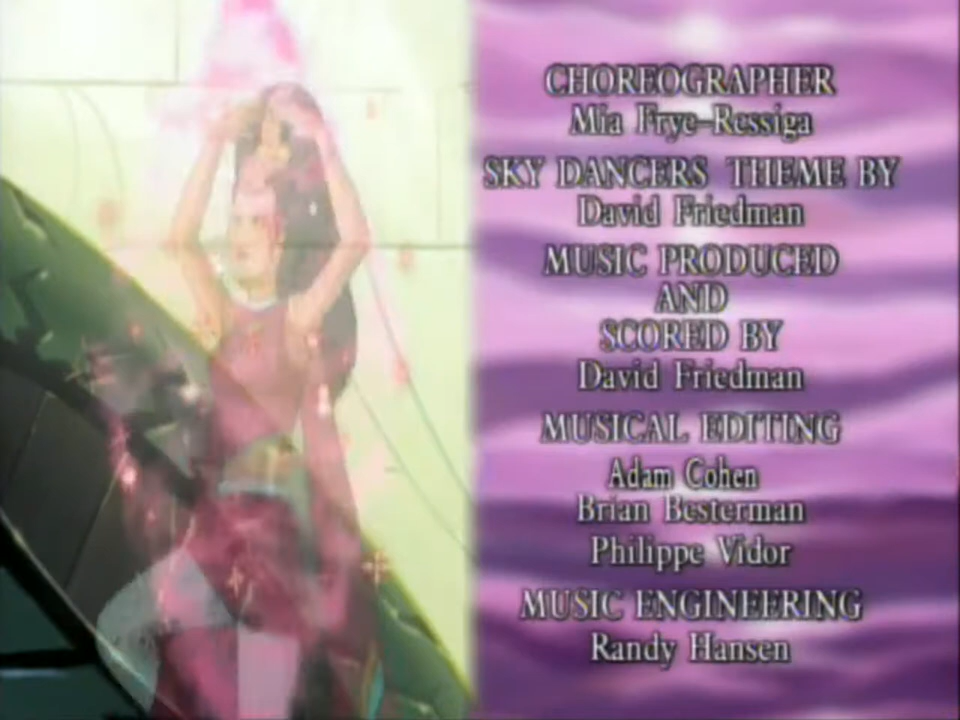 CHOREOGRAPHER
Mia Frye-Ressiga
SKY DANCERS THEME BY
David Friedman
MUSIC PRODUCED
AND
SCORED BY
David Friedman
MUSICAL EDITING
Adam Cohen
Brian Besterman
Philippe Vidor
MUSIC ENGINEERING
Randy Hansen